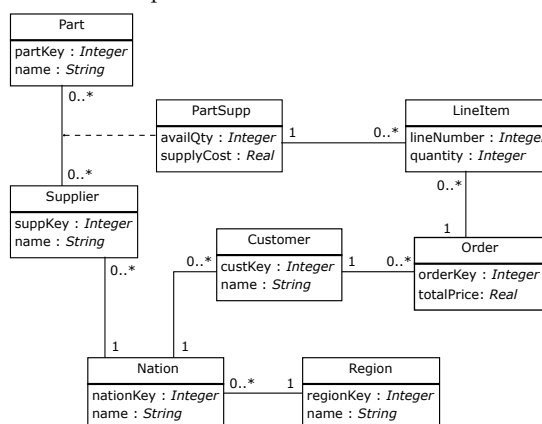 Part
partKey : Integer
name : String
0..*
PartSupp
availQty : Integer
supplyCost : Real
1
0..*
LineItem
lineNumber : Integer
quantity : Integer
0..*
Supplier
suppKey : Integer
name : String
0..*
0..*
1
Customer
custKey : Integer
name : String
0..*
1
0..*
Order
orderKey : Integer
totalPrice: Real
1
1
Nation
nationKey : Integer
name : String
0..*
1
Region
regionKey : Integer
name : String